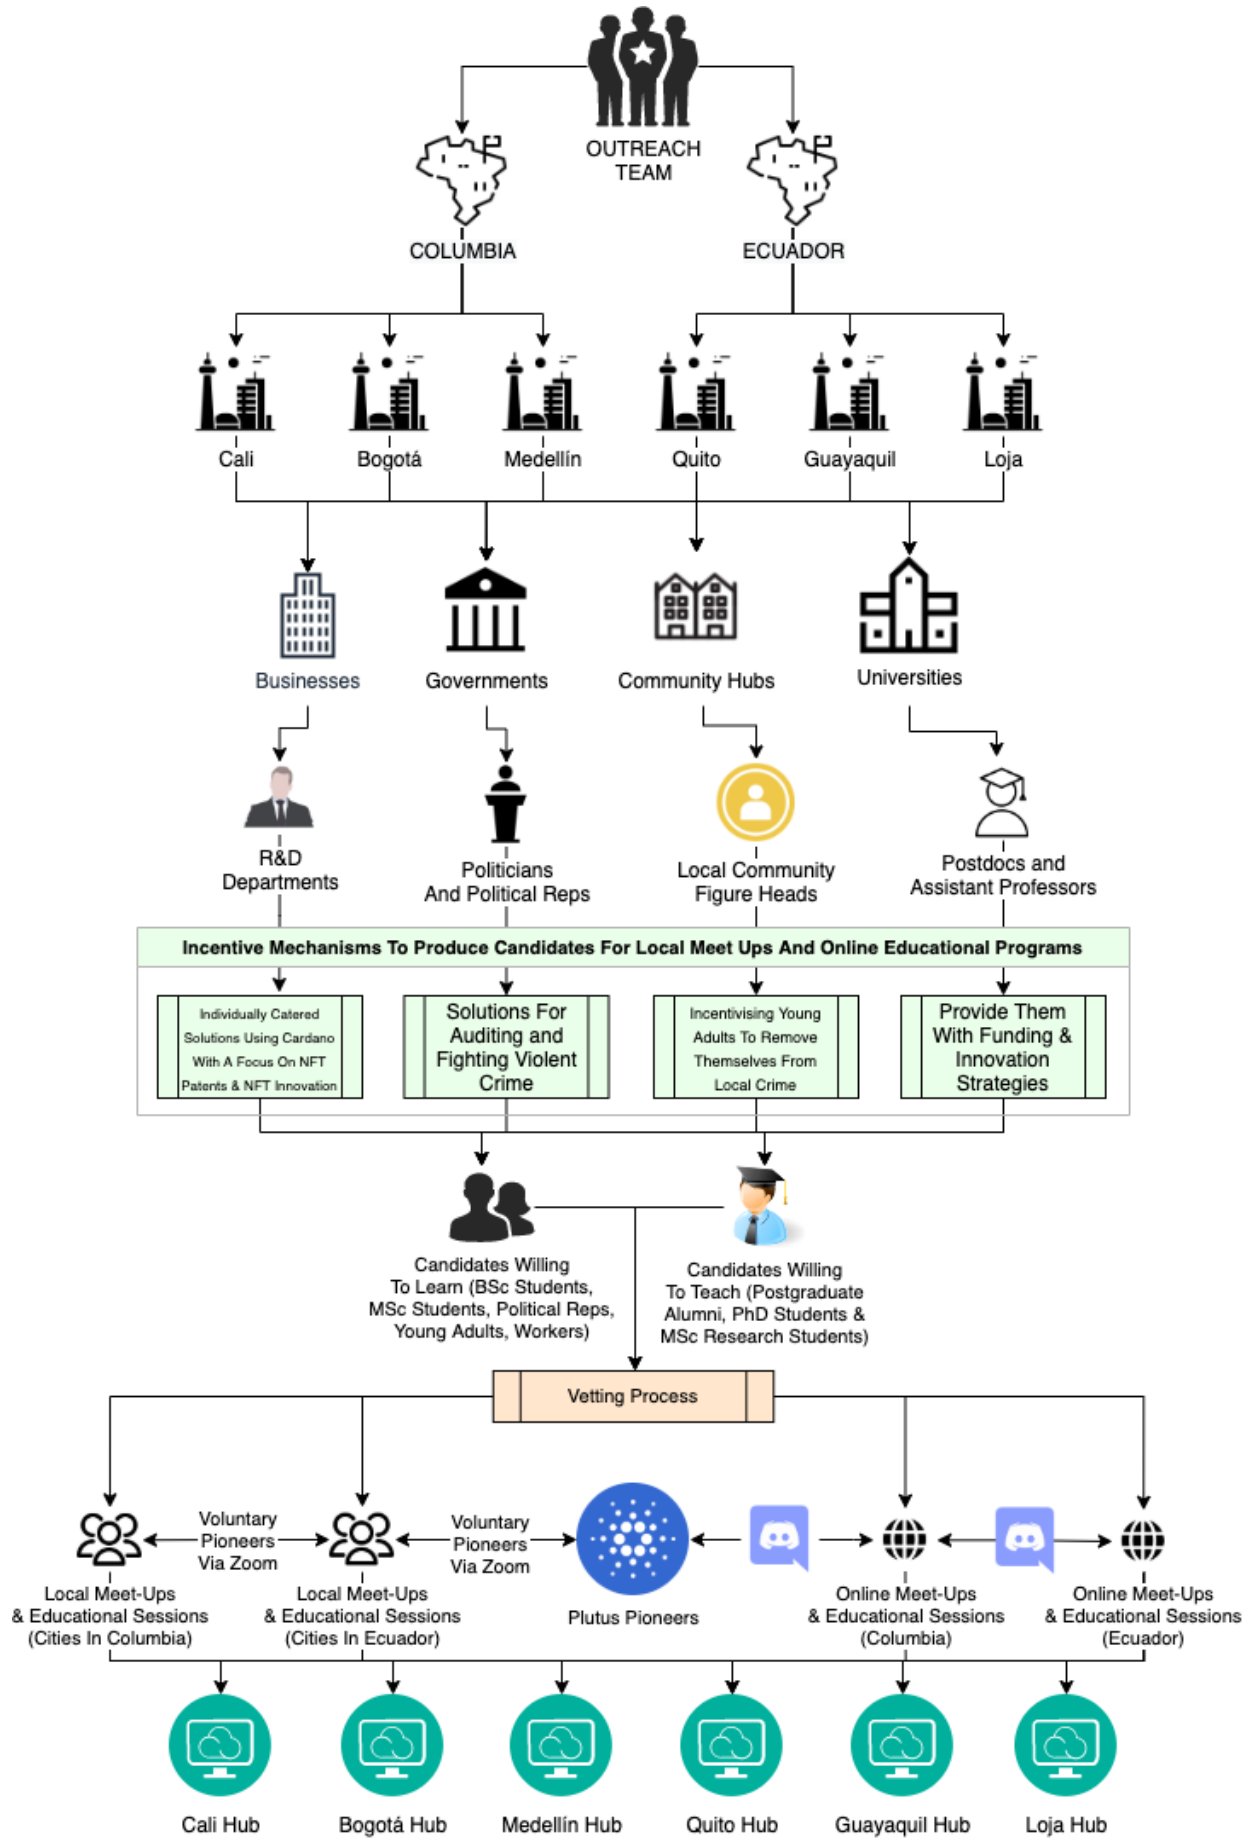 OUTREACH
TEAM
COLUMBIA
ECUADOR
Cali
Bogotá
Medellín
Quito
Guayaquil
Loja
Businesses
Governments
Community Hubs
Universities
R&D
Departments
Politicians
And Political Reps
Local Community
Figure Heads
Postdocs and
Assistant Professors
Incentive Mechanisms To Produce Candidates For Local Meet Ups And Online Educational Programs
Individually Catered
Solutions Using Cardano
With A Focus On NFT
Patents & NFT Innovation
Solutions For
Auditing and
Fighting Violent
Crime
Incentivising Young
Adults To Remove
Themselves From
Local Crime
Provide Them
With Funding &
Innovation
Strategies
Candidates Willing
To Learn (BSc Students,
MSc Students, Political Reps,
Young Adults, Workers)
Candidates Willing
To Teach (Postgraduate
Alumni, PhD Students &
MSc Research Students)
Vetting Process
Voluntary
Pioneers
Via Zoom
Voluntary
Pioneers
Via Zoom
Local Meet-Ups
& Educational Sessions
(Cities In Columbia)
Local Meet-Ups
& Educational Sessions
(Cities In Ecuador)
Plutus Pioneers
Online Meet-Ups
& Educational Sessions
(Columbia)
Online Meet-Ups
& Educational Sessions
(Ecuador)
Cali Hub
Bogotá Hub
Medellín Hub
Quito Hub
Guayaquil Hub
Loja Hub